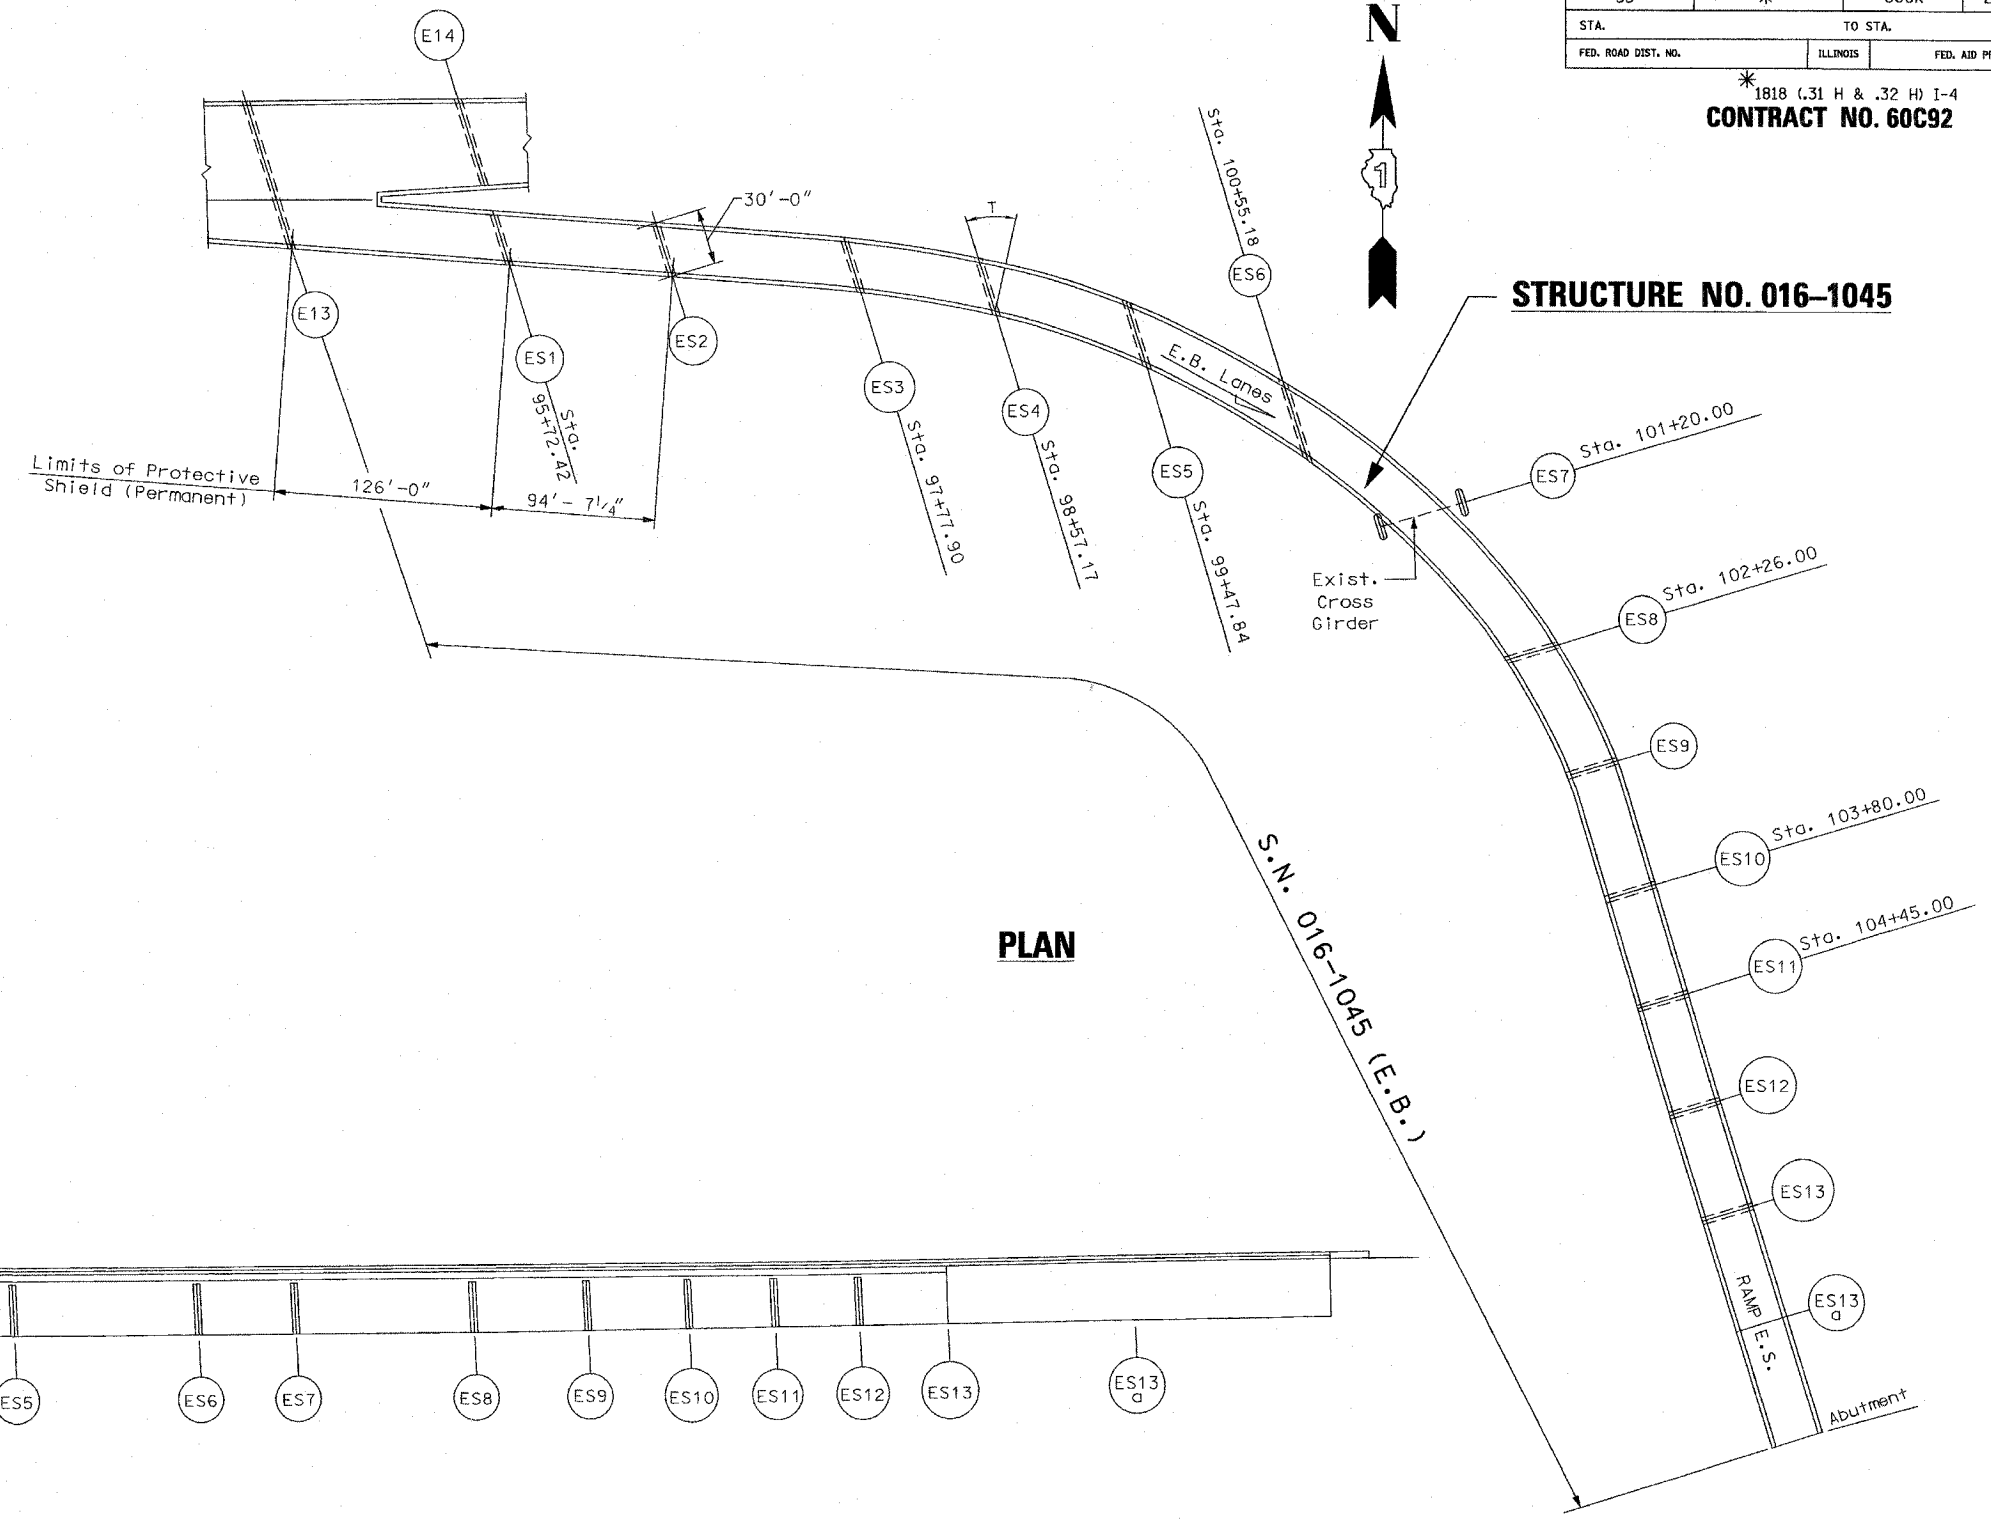 COOK
STA.
TO STA.
FED. ROAD DIST. NO.
ILLINOIS
FED. AID
* 1818 (.31 H & .32 H) I-4
CONTRACT NO. 60C92
N
1
E14
30'-0"
T
Sta. 100+55.18
ES6
STRUCTURE NO. 016-1045
E13
ES1
Sta.
95+72.42
ES2
ES3
Sta. 97+77.90
ES4
Sta. 98+57.17
ES5
Sta. 99+47.84
E.B. Lanes
ES7
Sta. 101+20.00
Limits of Protective
Shield (Permanent)
126'-0"
94'- 7 1/4"
Exist.
Cross
Girder
ES8
Sta. 102+26.00
ES9
ES10
Sta. 103+80.00
ES11
Sta. 104+45.00
S.N. 016-1045 (E.B.)
PLAN
ES12
ES13
RAMP E.S.
ES13
a
Abutment
ES5
ES6
ES7
ES8
ES9
ES10
ES11
ES12
ES13
ES13
a